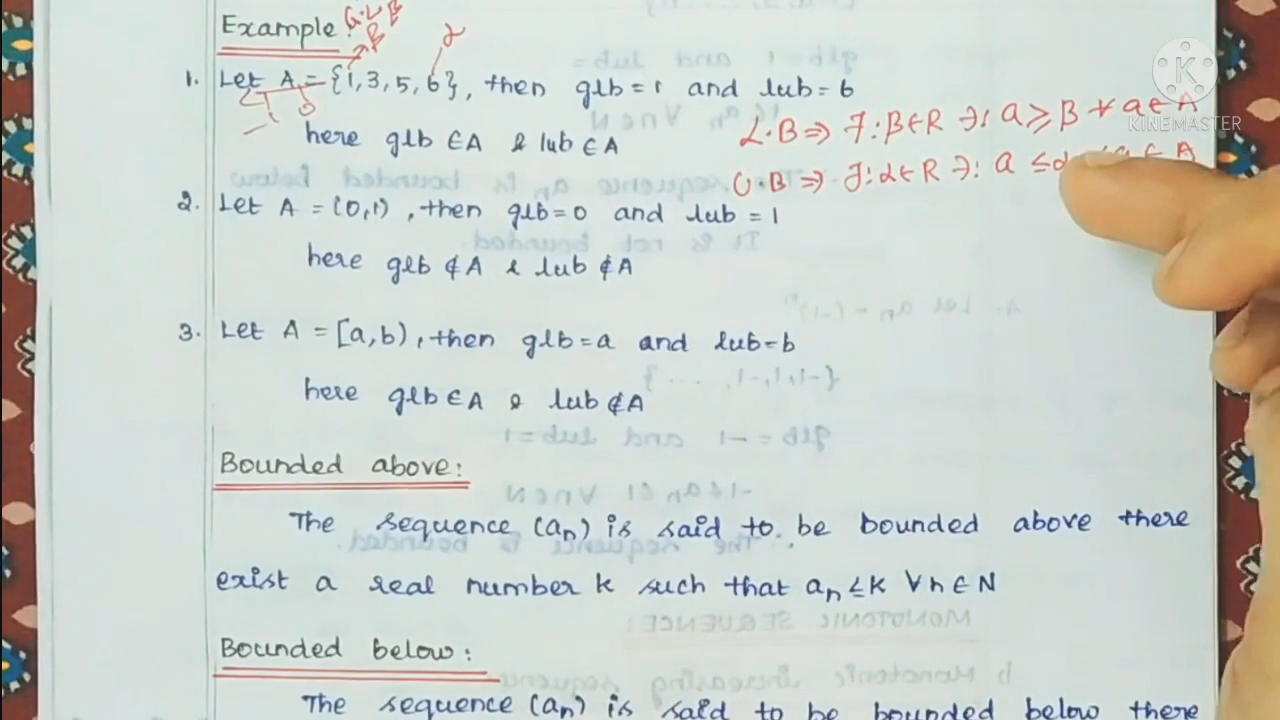 Example: G.L.B
β α
1. Let A = {1, 3, 5, 6}, then glb = 1 and lub = 6
here glb ∈ A & lub ∈ A
L.B ⇒ ∃: β ∈ R ∋: a ≥ β ∀ a ∈ A
U.B ⇒ ∃: α ∈ R ∋: a ≤ α ∈ A
2. Let A = (0,1), then glb = 0 and lub = 1
here glb ∉ A & lub ∉ A
3. Let A = [a, b), then glb = a and lub = b
here glb ∈ A & lub ∉ A
Bounded above:
The sequence (aₙ) is said to be bounded above there
exist a real number k such that aₙ ≤ K ∀ n ∈ N
Bounded below:
The sequence (aₙ) is said to be bounded below there
K
KINEMASTER